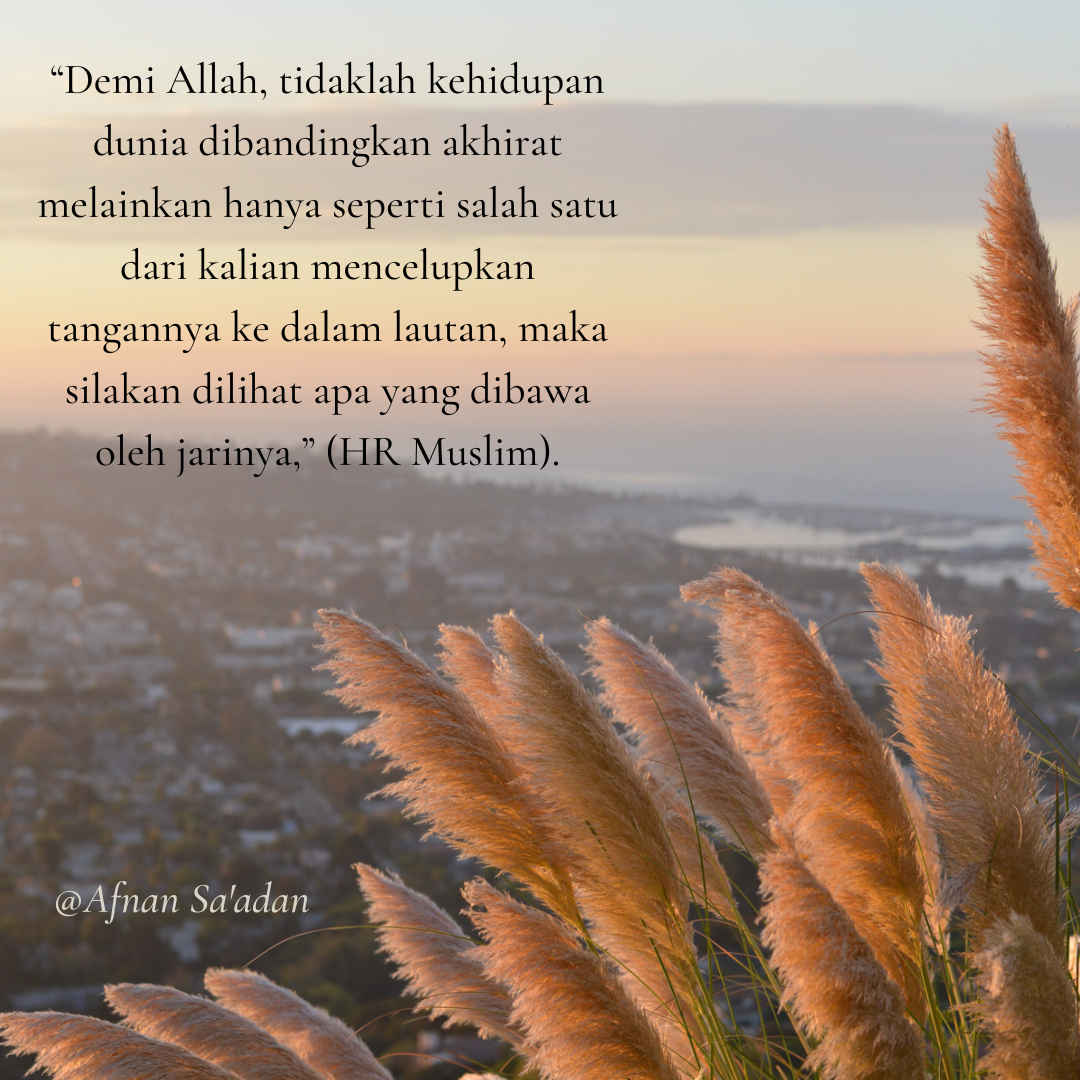 “Demi Allah, tidaklah kehidupan
dunia dibandingkan akhirat
melainkan hanya seperti salah satu
dari kalian mencelupkan
tangannya ke dalam lautan, maka
silakan dilihat apa yang dibawa
oleh jarinya,” (HR Muslim).
@Afnan Sa'adan